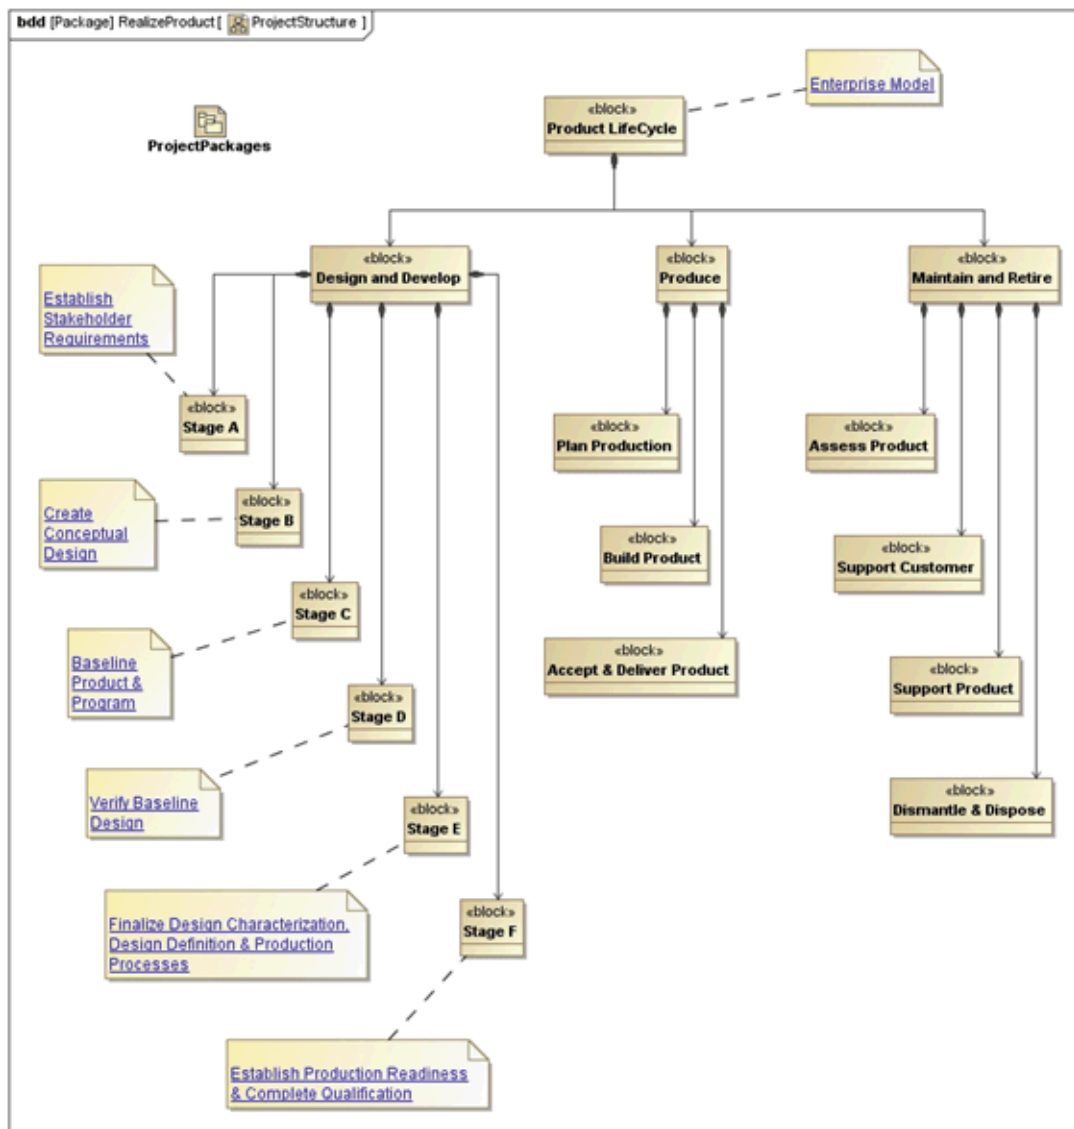 bdd [Package] RealizeProduct [ ProjectStructure ]
Enterprise Model
«block»
Product LifeCycle
ProjectPackages
«block»
Design and Develop
«block»
Produce
«block»
Maintain and Retire
Establish
Stakeholder
Requirements
«block»
Stage A
«block»
Plan Production
«block»
Assess Product
Create
Conceptual
Design
«block»
Stage B
«block»
Build Product
«block»
Support Customer
«block»
Stage C
Baseline
Product &
Program
«block»
Accept & Deliver Product
«block»
Support Product
«block»
Stage D
Verify Baseline
Design
«block»
Stage E
«block»
Dismantle & Dispose
Finalize Design Characterization,
Design Definition & Production
Processes
«block»
Stage F
Establish Production Readiness
& Complete Qualification